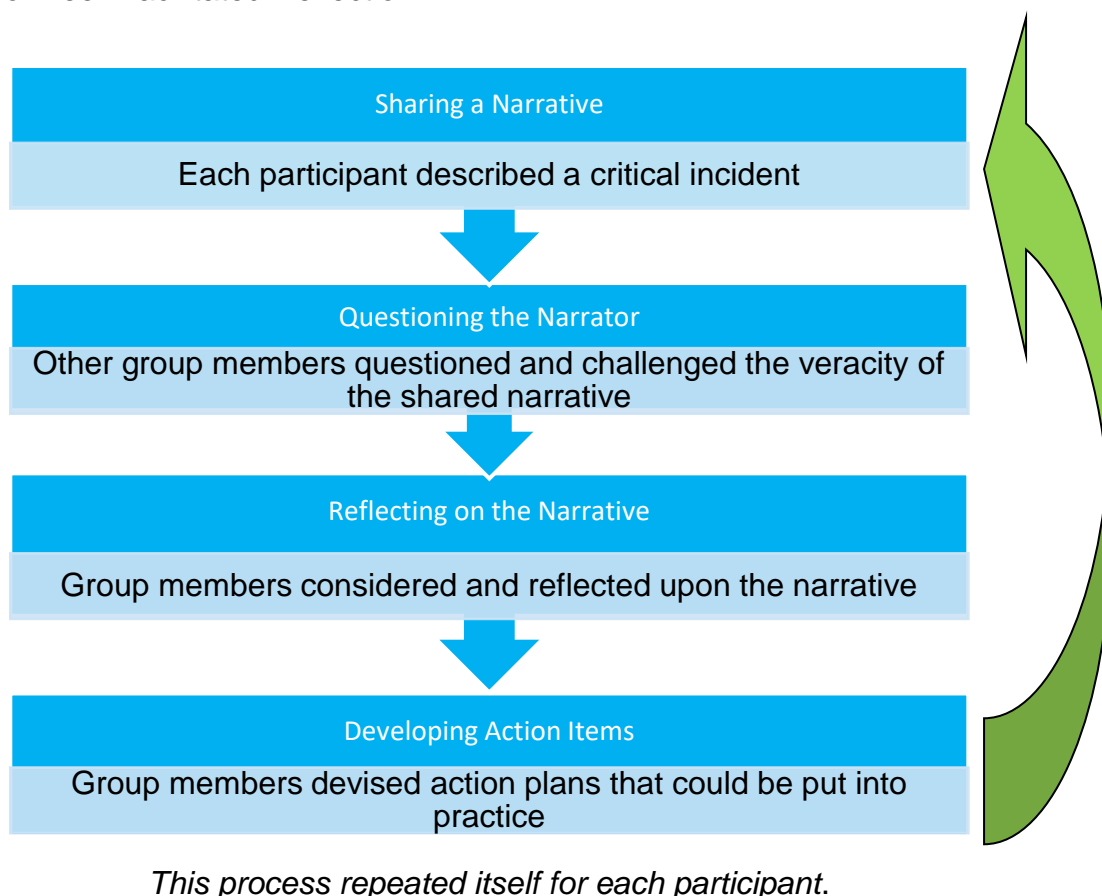 Sharing a Narrative
Each participant described a critical incident
Questioning the Narrator
Other group members questioned and challenged the veracity of
the shared narrative
Reflecting on the Narrative
Group members considered and reflected upon the narrative
Developing Action Items
Group members devised action plans that could be put into
practice
This process repeated itself for each participant.